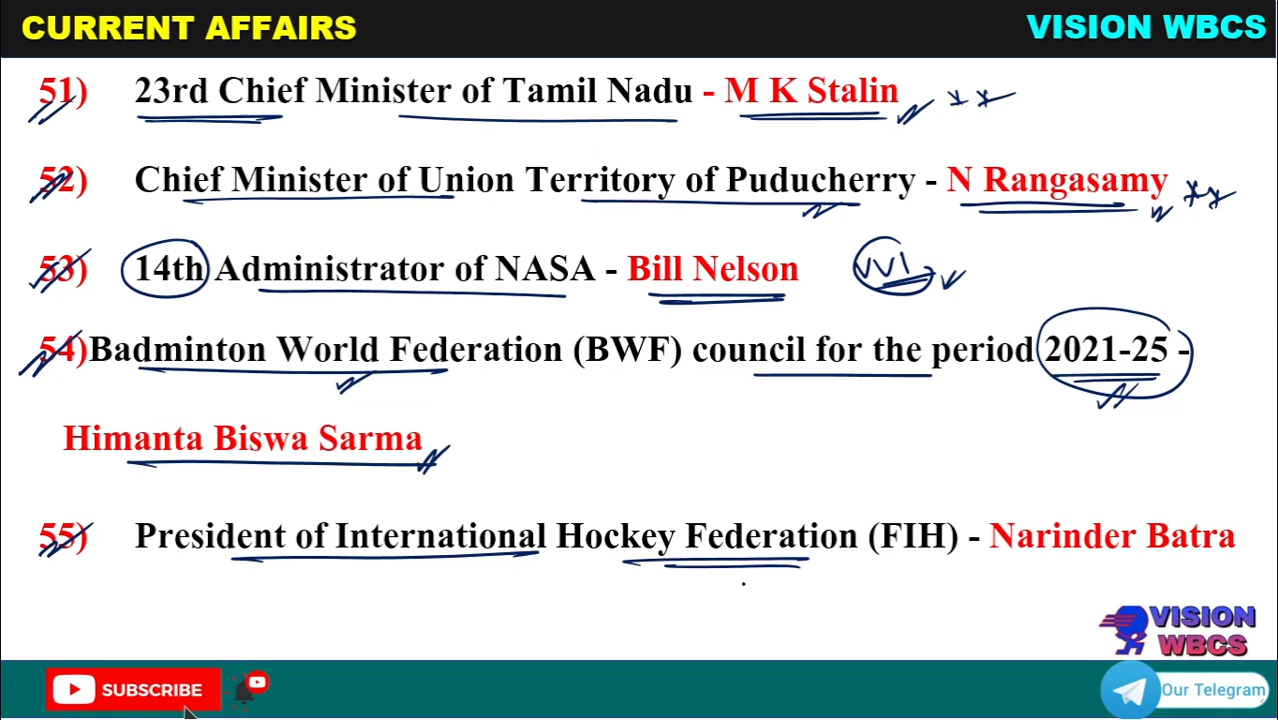 CURRENT AFFAIRS
VISION WBCS
51) 23rd Chief Minister of Tamil Nadu - M K Stalin
52) Chief Minister of Union Territory of Puducherry - N Rangasamy
53) 14th Administrator of NASA - Bill Nelson VVI
54)Badminton World Federation (BWF) council for the period 2021-25 -
Himanta Biswa Sarma
55) President of International Hockey Federation (FIH) - Narinder Batra
VISION
WBCS
SUBSCRIBE
Our Telegram